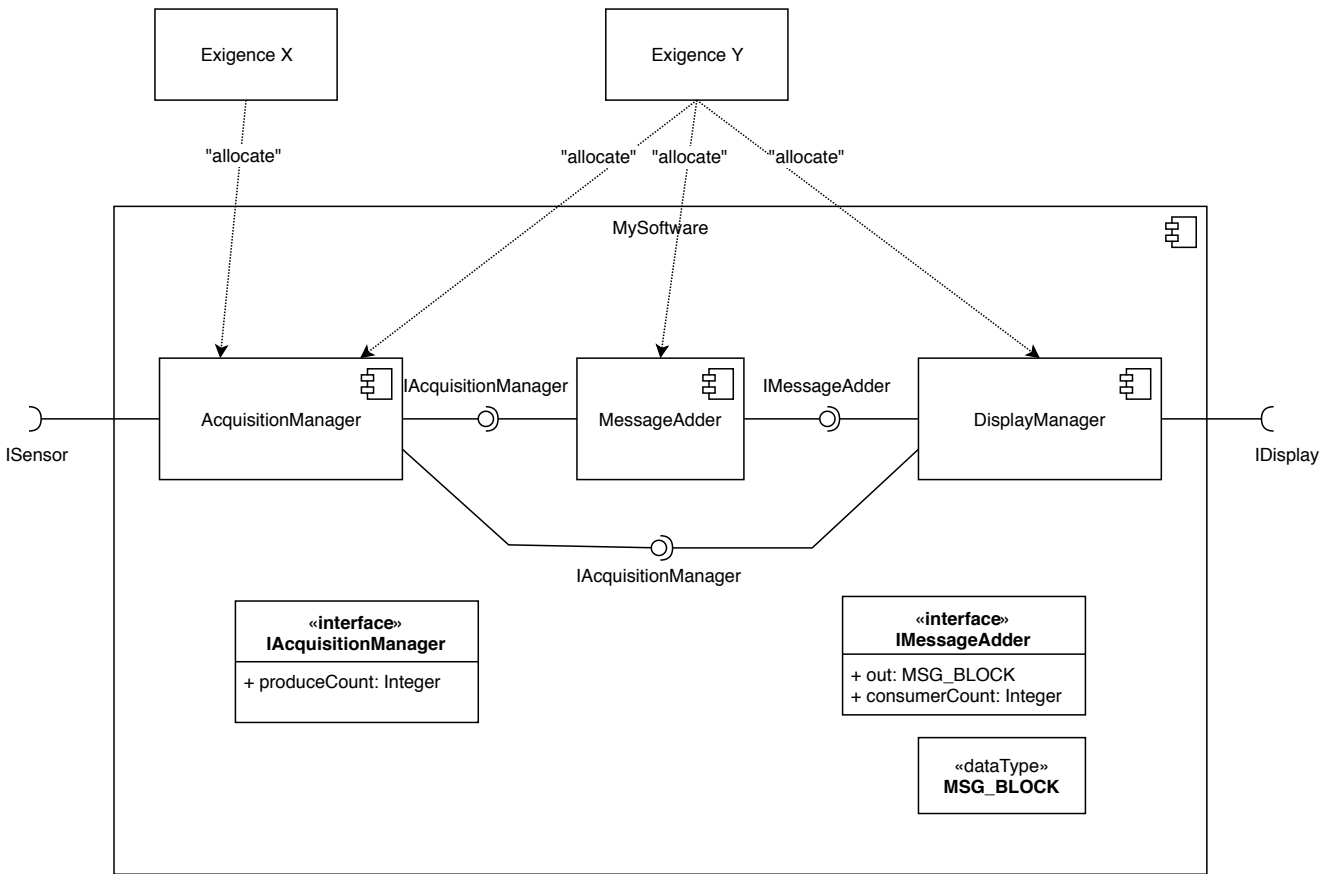 Exigence X
Exigence Y
"allocate"
"allocate"
"allocate"
"allocate"
MySoftware
IAcquisitionManager
IMessageAdder
AcquisitionManager
MessageAdder
DisplayManager
ISensor
IDisplay
IAcquisitionManager
«interface»
IAcquisitionManager
+ produceCount: Integer
«interface»
IMessageAdder
+ out: MSG_BLOCK
+ consumerCount: Integer
«dataType»
MSG_BLOCK